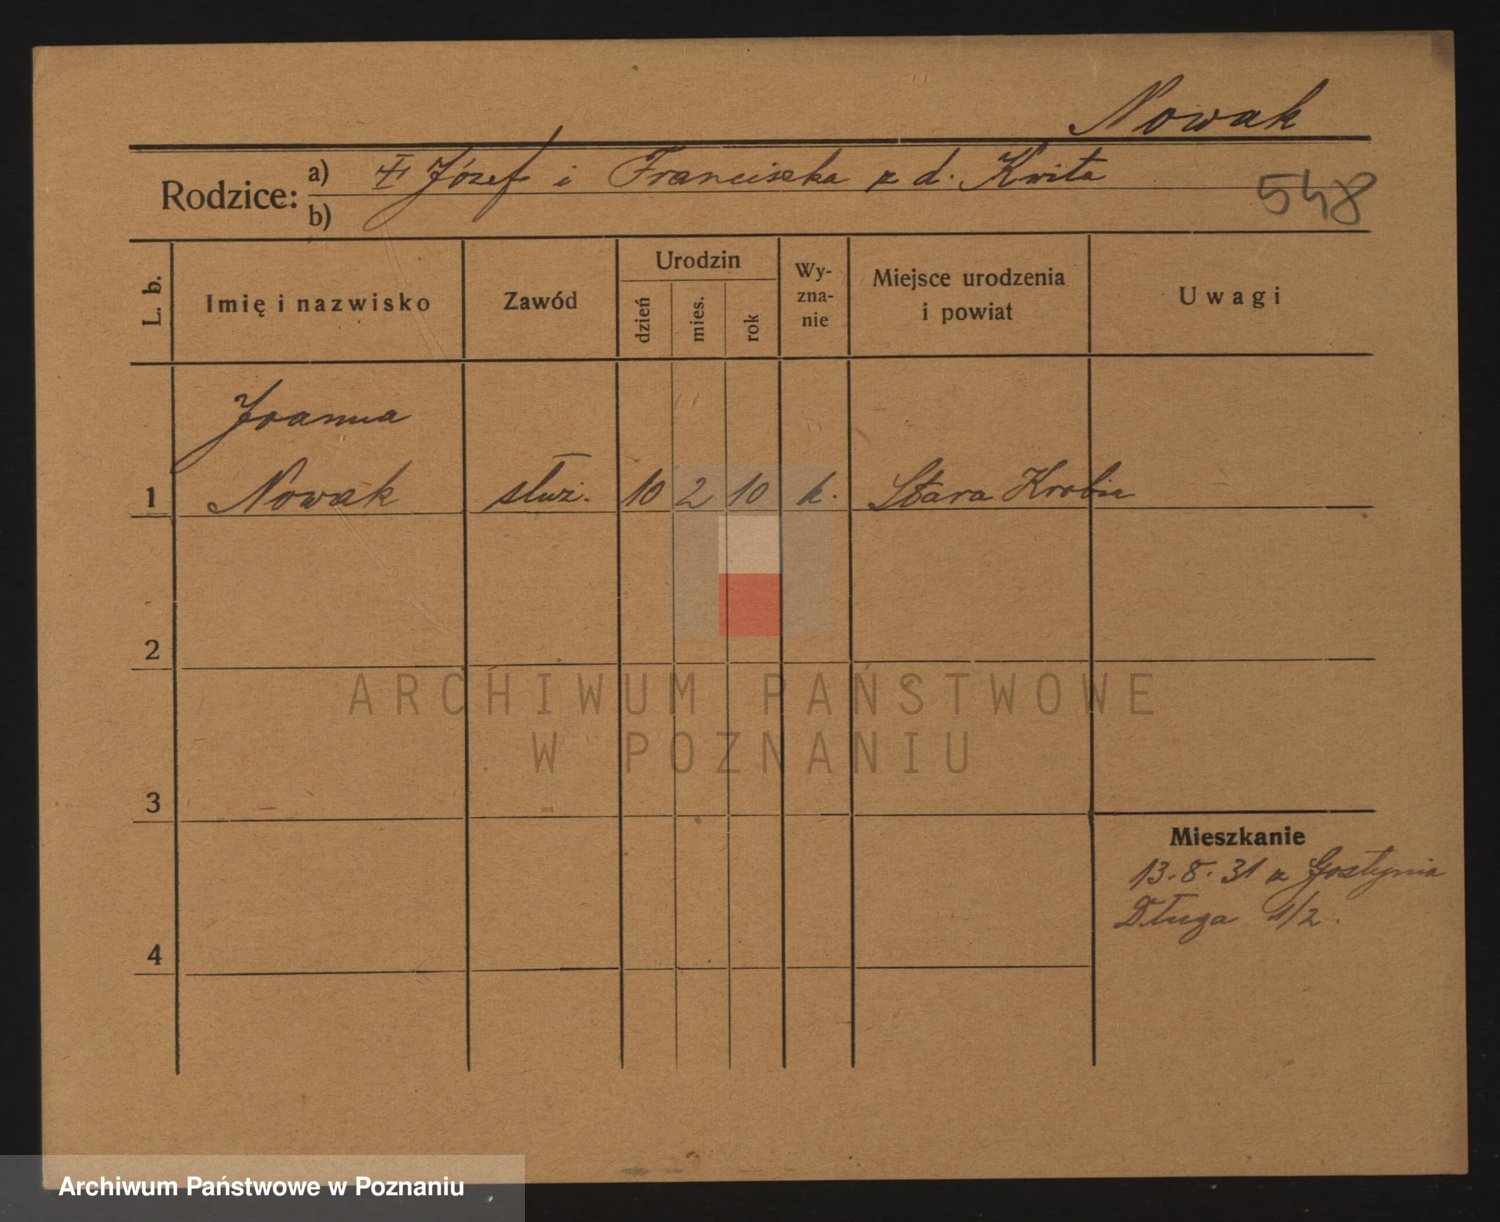 Nowak
Rodzice: a) Józef i Franciszka z d. Kwita
b)
548
L. b.
Imię i nazwisko
Zawód
Urodzin
dzień
mies.
rok
Wy-
zna-
nie
Miejsce urodzenia
i powiat
Uwagi
Joanna
1 Nowak służ. 10 2 10 k. Stara Krobia
2
3
4
Mieszkanie
13.8.31 z Gostynia
Długa 1/2.
ARCHIWUM PAŃSTWOWE
W POZNANIU
Archiwum Państwowe w Poznaniu